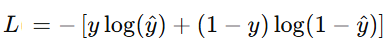 L = − [y log(ŷ) + (1 − y) log(1 − ŷ)]